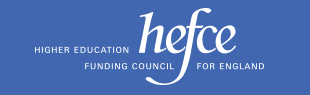 hefce
HIGHER EDUCATION
FUNDING COUNCIL FOR ENGLAND